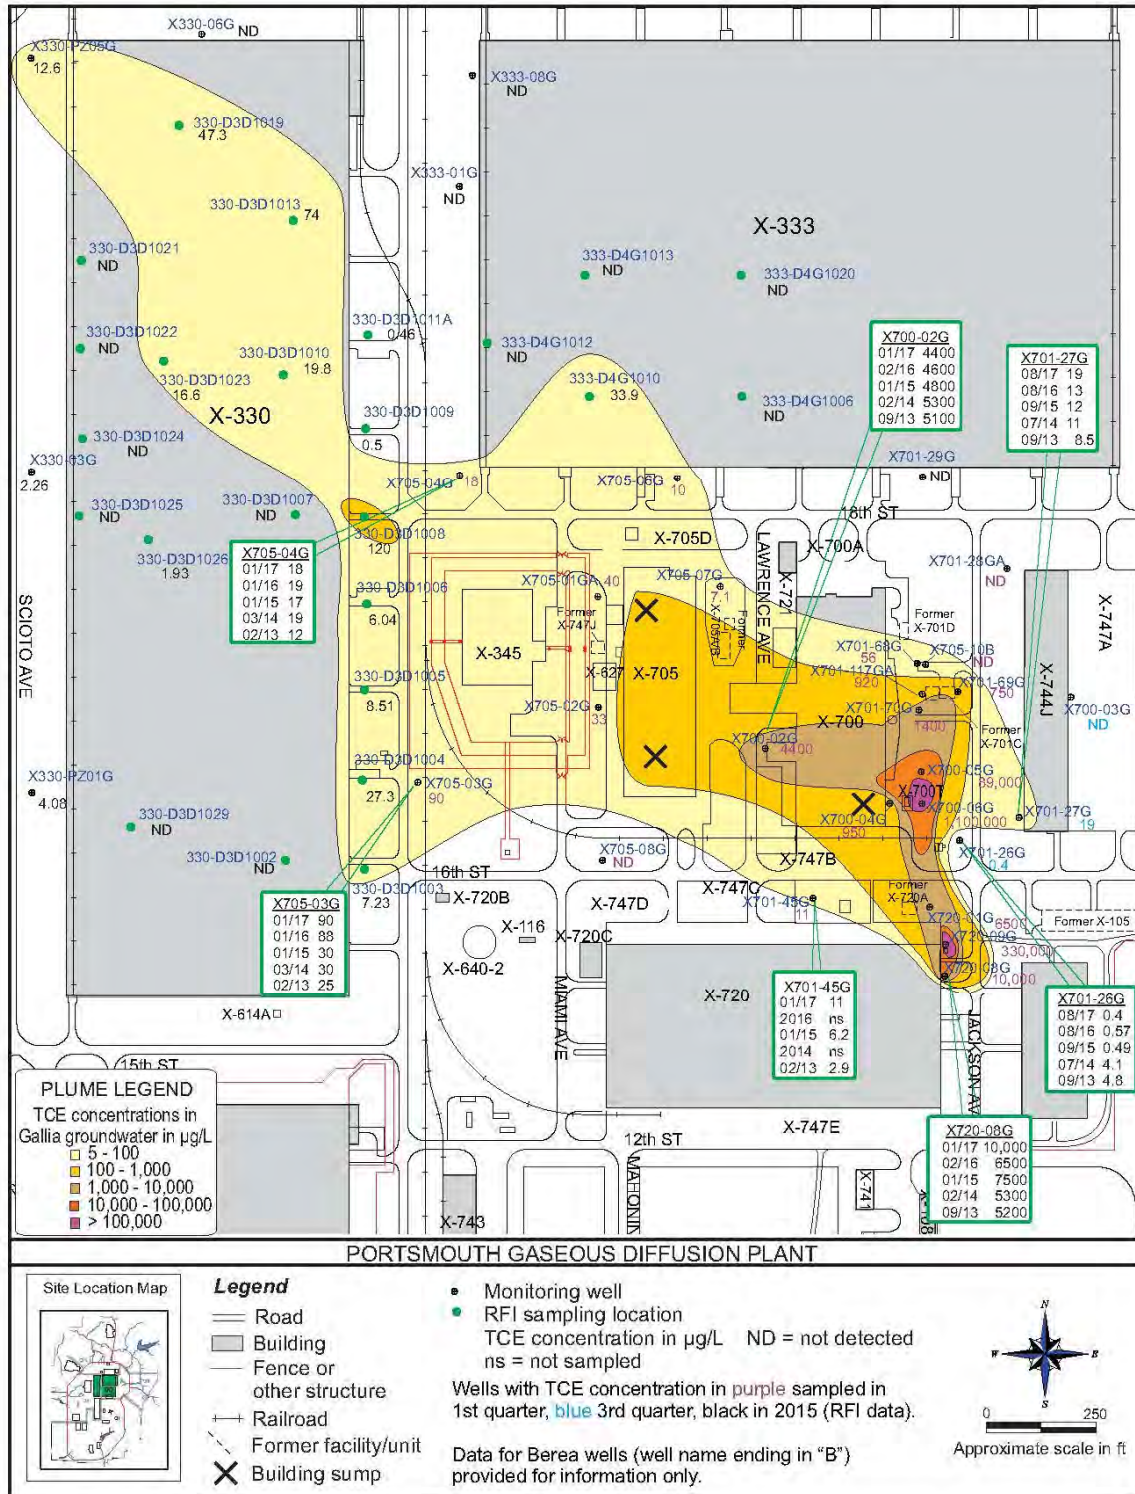 X330-06G
ND
X330-PZ05G
12.6
X333-08G
ND
330-D3D1019
47.3
X333-01G
ND
330-D3D1013
74
X-333
330-D3D1021
ND
333-D4G1013
ND
333-D4G1020
ND
330-D3D1011A
0.46
330-D3D1022
ND
333-D4G1012
ND
330-D3D1023
16.6
330-D3D1010
19.8
333-D4G1010
33.9
333-D4G1006
ND
X700-02G
01/17 4400
02/16 4600
01/15 4800
02/14 5300
09/13 5100
X701-27G
08/17 19
08/16 13
09/15 12
07/14 11
09/13 8.5
X-330
330-D3D1009
0.5
330-D3D1024
ND
X330-03G
2.26
X705-04G
18
X705-06G
10
X701-29G
ND
330-D3D1025
ND
330-D3D1007
ND
330-D3D1008
120
18th ST
330-D3D1026
1.93
X-705D
LAWRENCE AVE
X-700A
X-721
X705-04G
01/17 18
01/16 19
01/15 17
03/14 19
02/13 12
330-D3D1006
6.04
X705-01GA
40
X705-07G
7.1
X701-28GA
ND
Former
X-747J
Former
X-705A/B
Former
X-701D
X-747A
SCIOTO AVE
X-345
X-627
X-705
X701-68G
56
X705-10B
ND
X701-117GA
920
X701-69G
750
X-744J
330-D3D1005
8.51
X705-02G
33
X-700
X701-70G
1400
Former
X-701C
X700-03G
ND
X700-02G
4400
330-D3D1004
27.3
X705-03G
90
X330-PZ01G
4.08
X700-05G
89,000
X-700T
X700-06G
1,100,000
X700-04G
950
X701-27G
19
330-D3D1029
ND
330-D3D1002
ND
X705-08G
ND
X-747B
X701-26G
0.4
330-D3D1003
7.23
16th ST
X-720B
X-747D
X-747C
X701-45G
11
Former
X-720A
X720-01G
650
Former X-105
X705-03G
01/17 90
01/16 88
01/15 30
03/14 30
02/13 25
X-116
X-720C
X-640-2
X720-09G
330,000
X720-08G
10,000
X-720
X701-45G
01/17 11
2016 ns
01/15 6.2
2014 ns
02/13 2.9
X701-26G
08/17 0.4
08/16 0.57
09/15 0.49
07/14 4.1
09/13 4.8
X-614A
MIAMI AVE
JACKSON AV
15th ST
12th ST
X-747E
X720-08G
01/17 10,000
02/16 6500
01/15 7500
02/14 5300
09/13 5200
X-743
MAHONIN
X-741
PLUME LEGEND
TCE concentrations in
Gallia groundwater in µg/L
5 - 100
100 - 1,000
1,000 - 10,000
10,000 - 100,000
> 100,000
PORTSMOUTH GASEOUS DIFFUSION PLANT
Site Location Map
Legend
Road
Building
Fence or
other structure
Railroad
Former facility/unit
Building sump
Monitoring well
RFI sampling location
TCE concentration in µg/L ND = not detected
ns = not sampled
Wells with TCE concentration in purple sampled in
1st quarter, blue 3rd quarter, black in 2015 (RFI data).
Data for Berea wells (well name ending in “B”)
provided for information only.
N
W E
S
0 250
Approximate scale in ft